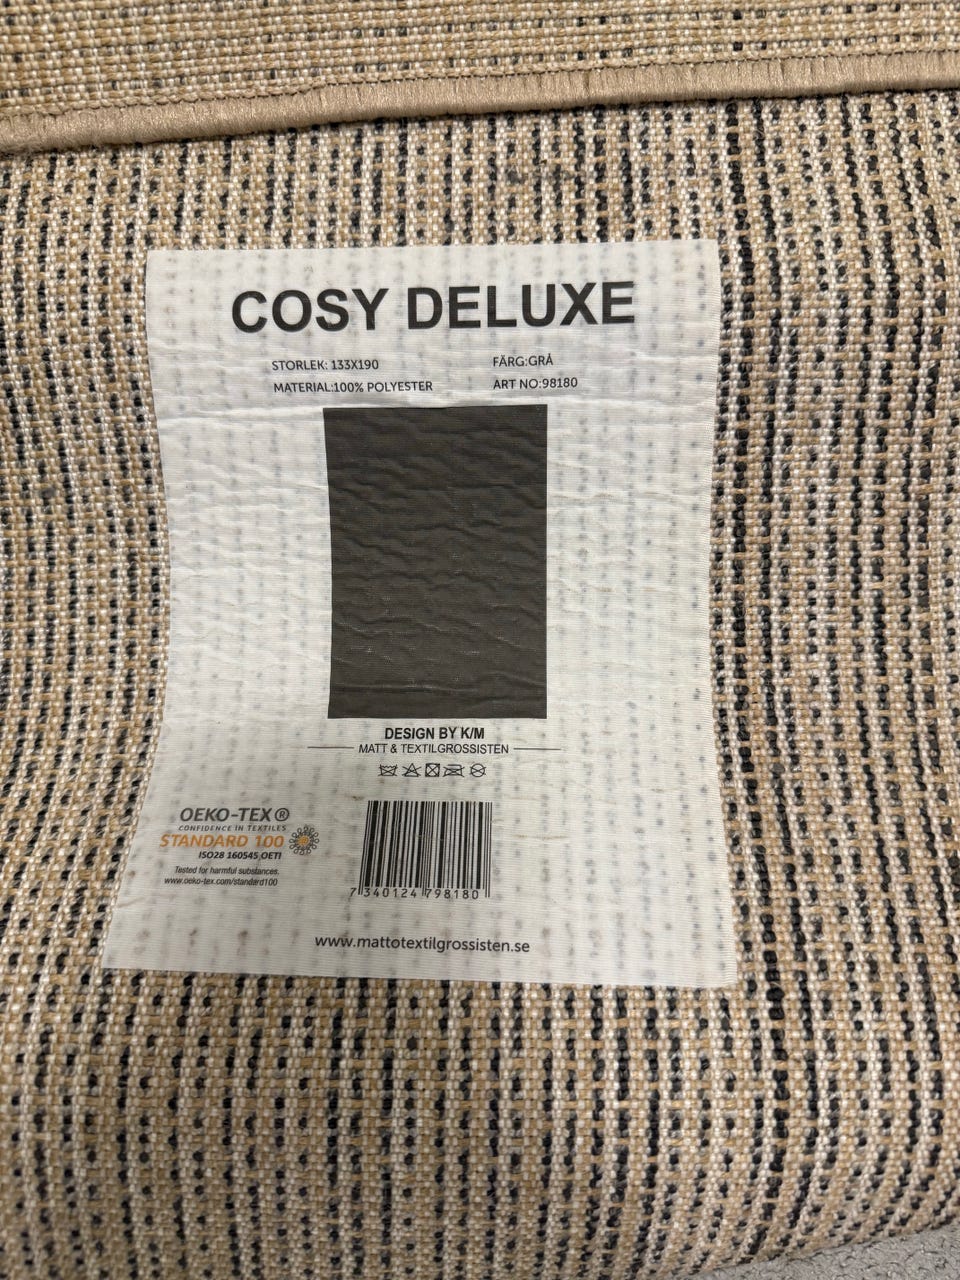 COSY DELUXE
STORLEK: 133X190
FÄRG:GRÅ
MATERIAL:100% POLYESTER
ART NO:98180
DESIGN BY K/M
MATT & TEXTILGROSSISTEN
OEKO-TEX®
CONFIDENCE IN TEXTILES
STANDARD 100
ISO28 160545 OETI
Tested for harmful substances.
www.oeko-tex.com/standard100
7 340124 798180
www.mattotextilgrossisten.se